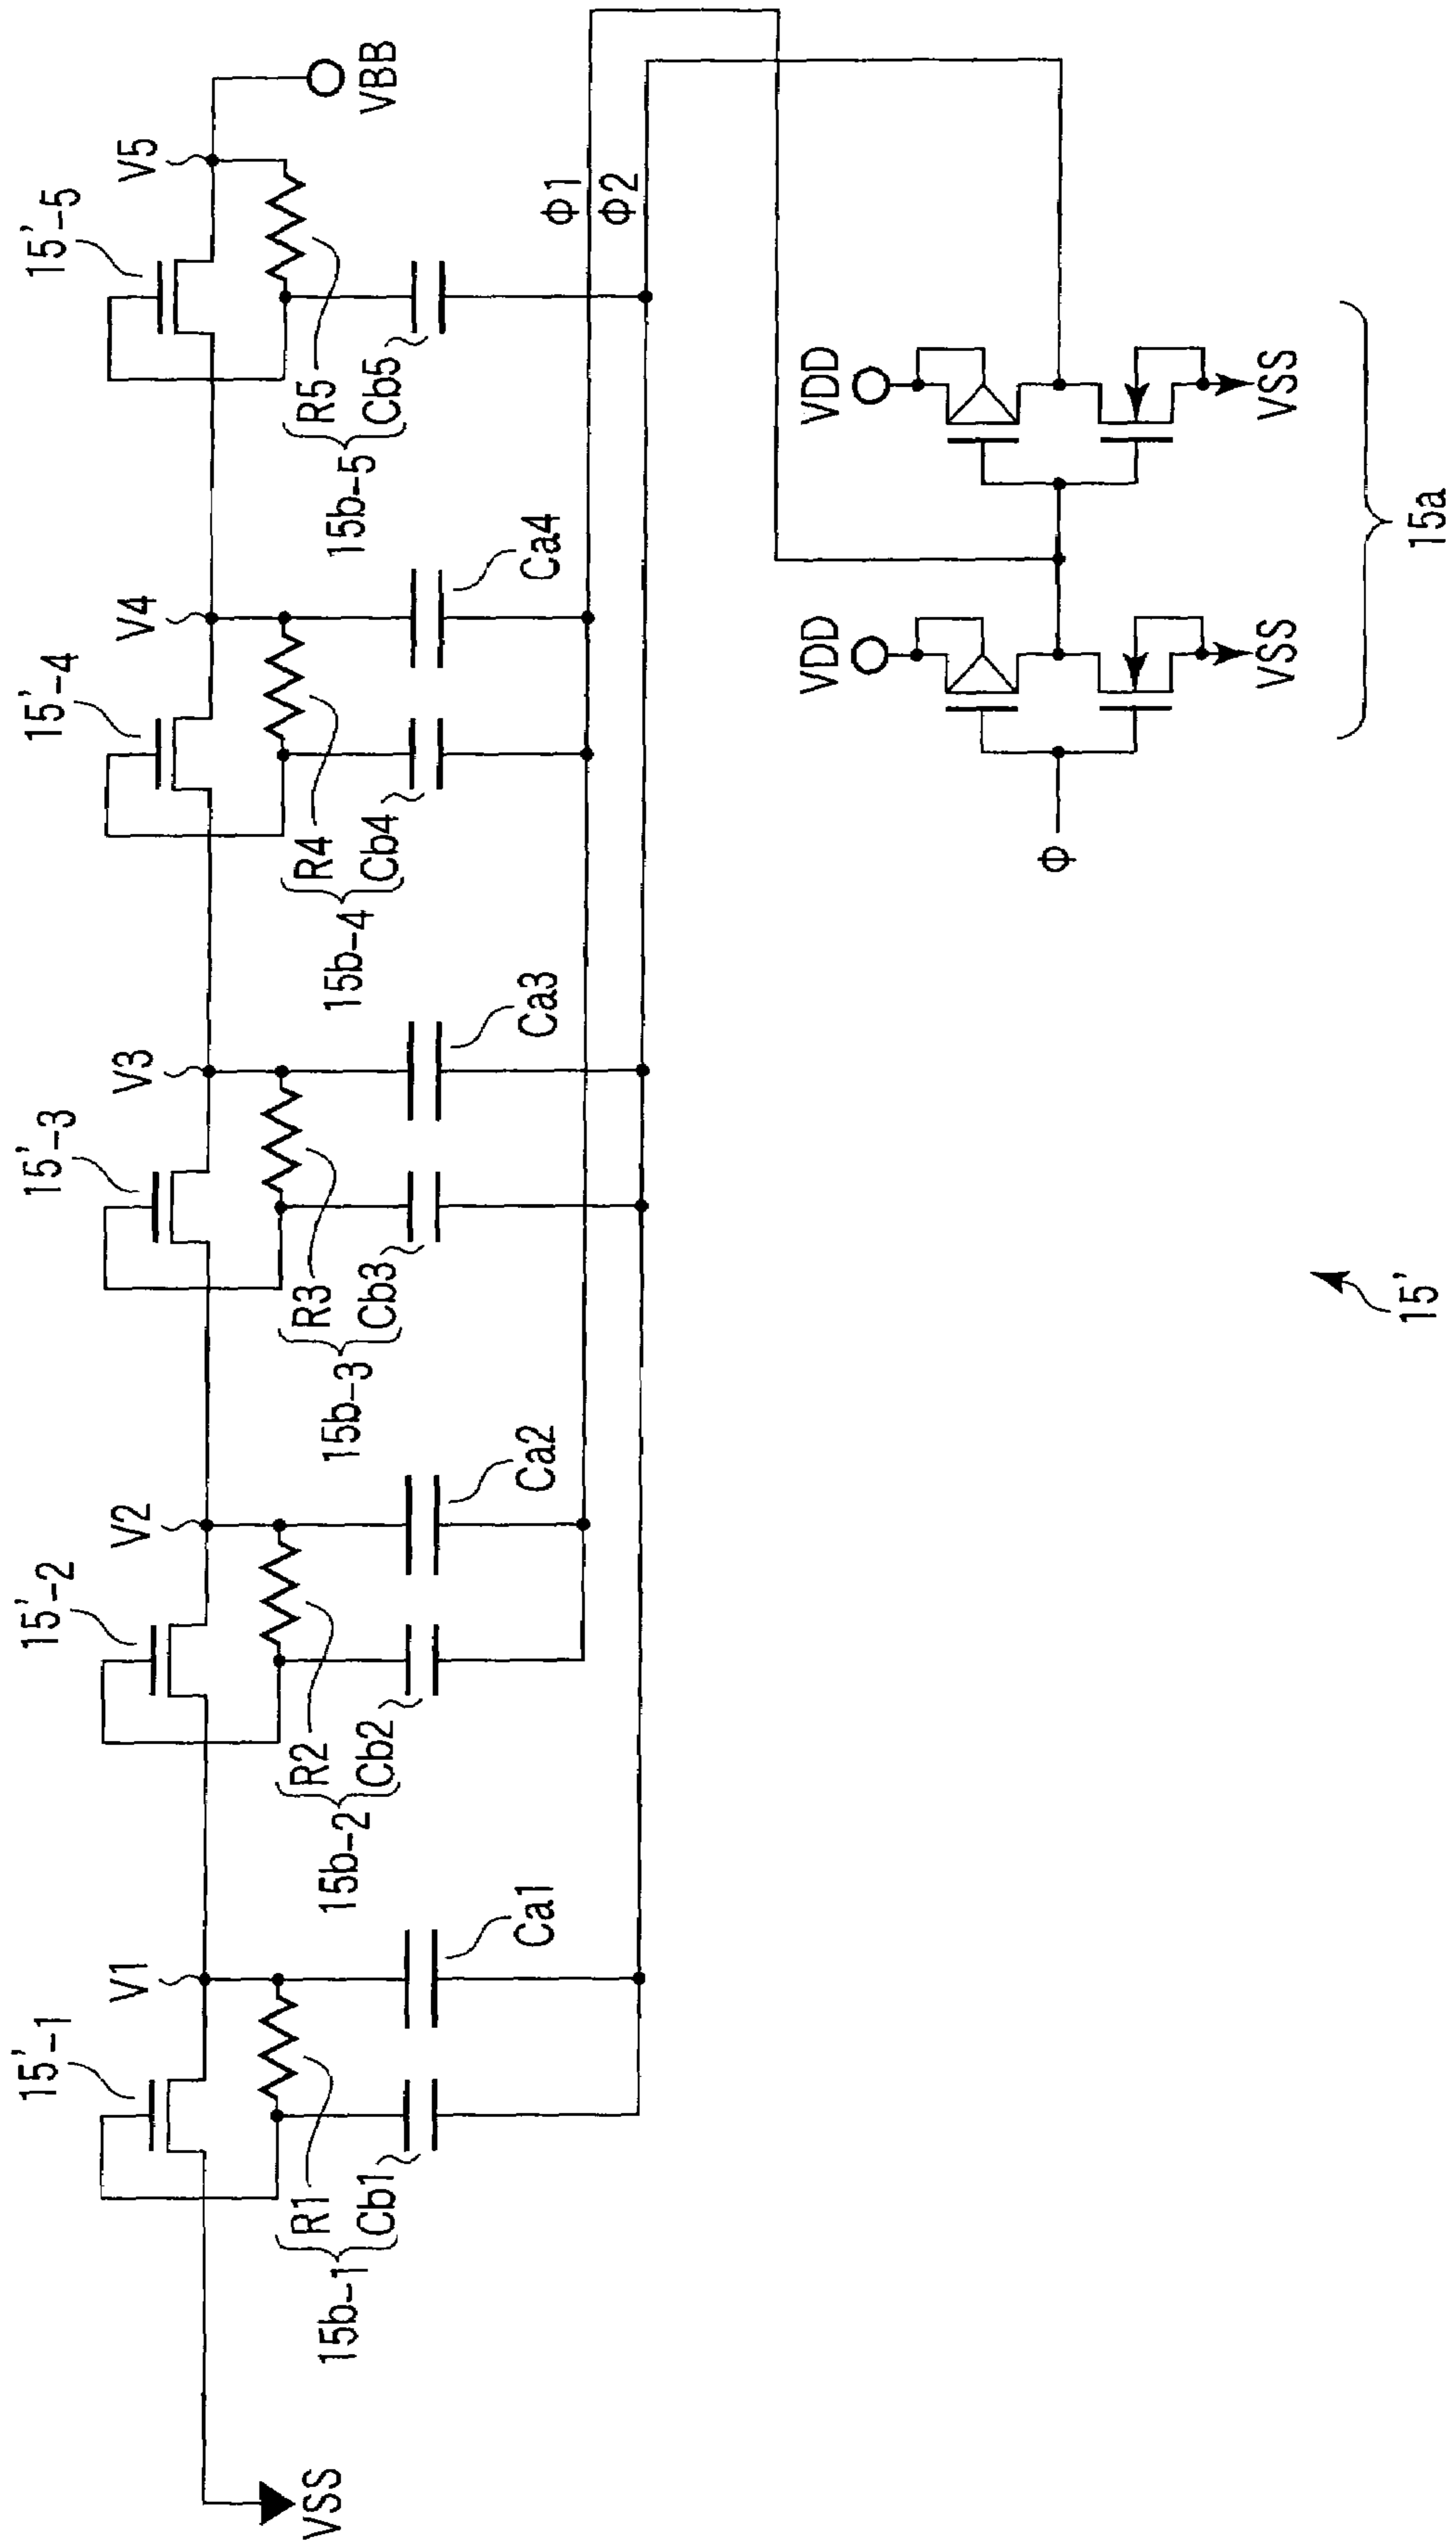 15'-1
15'-2
15'-3
15'-4
15'-5
V1
V2
V3
V4
V5
VSS
VBB
R1
Cb1
15b-1
Ca1
R2
Cb2
15b-2
Ca2
R3
Cb3
15b-3
Ca3
R4
Cb4
15b-4
Ca4
R5
Cb5
15b-5
Φ1
Φ2
VDD
VDD
Φ
VSS
VSS
15a
15'